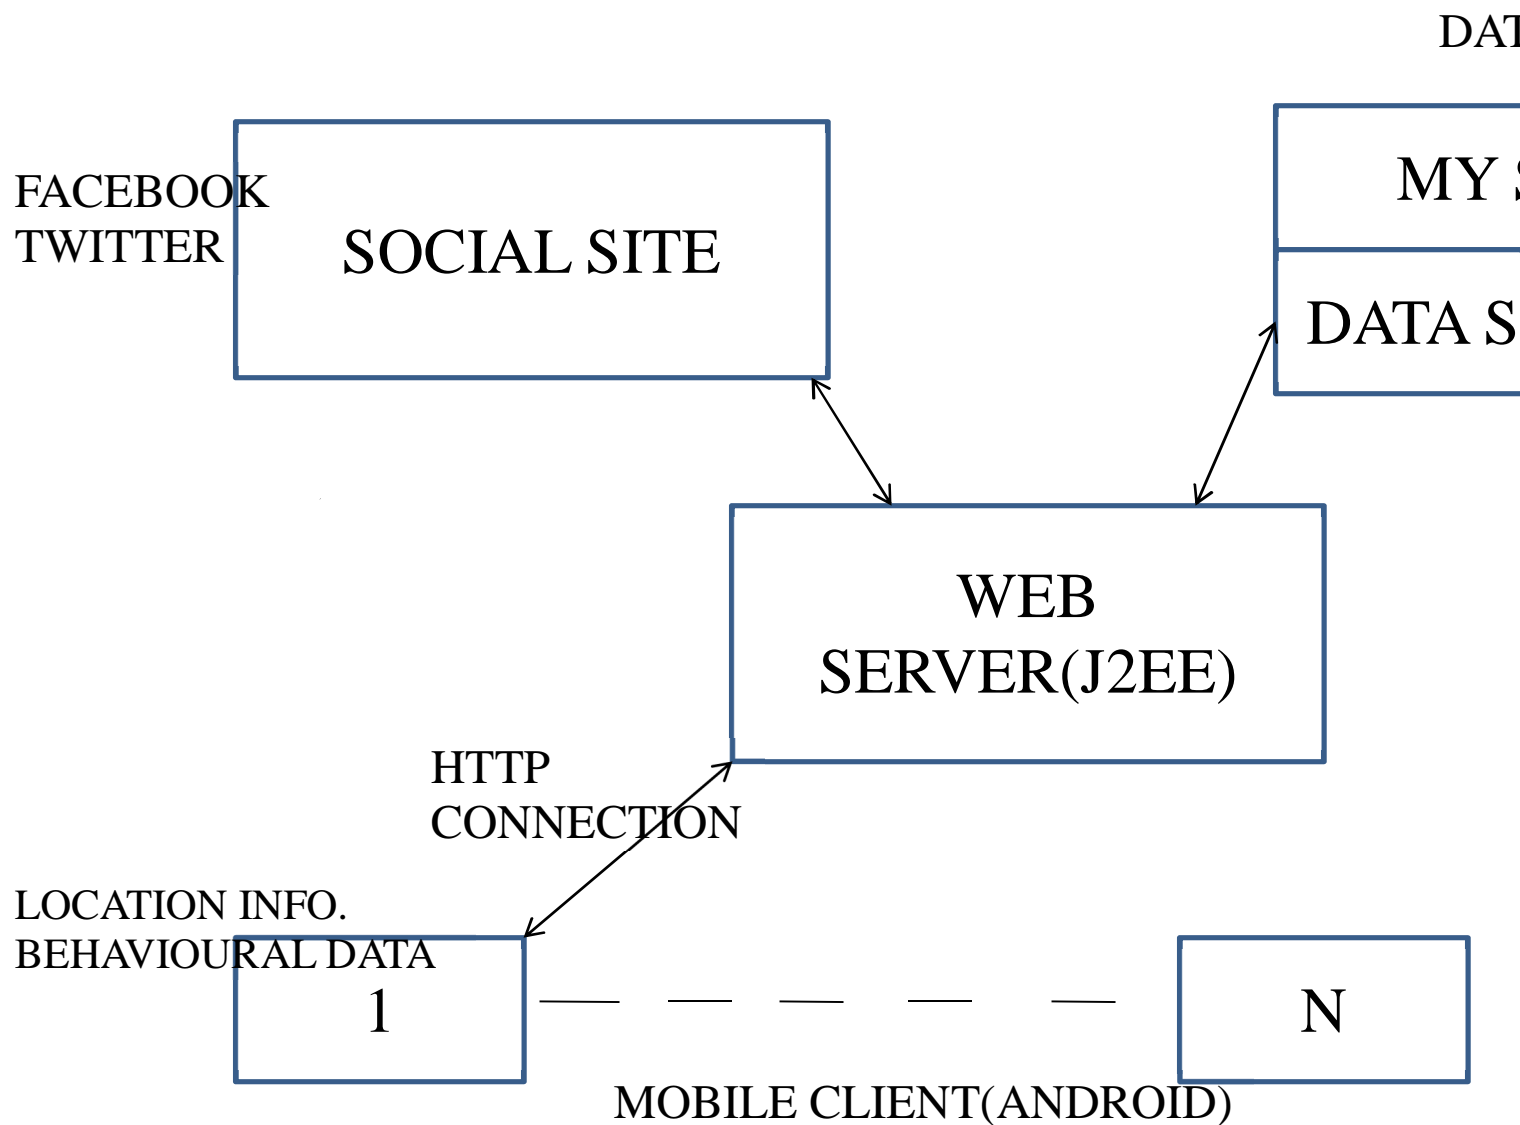 DAT
FACEBOOK
TWITTER
SOCIAL SITE
MY S
DATA S
WEB
SERVER(J2EE)
HTTP
CONNECTION
LOCATION INFO.
BEHAVIOURAL DATA
1
N
MOBILE CLIENT(ANDROID)